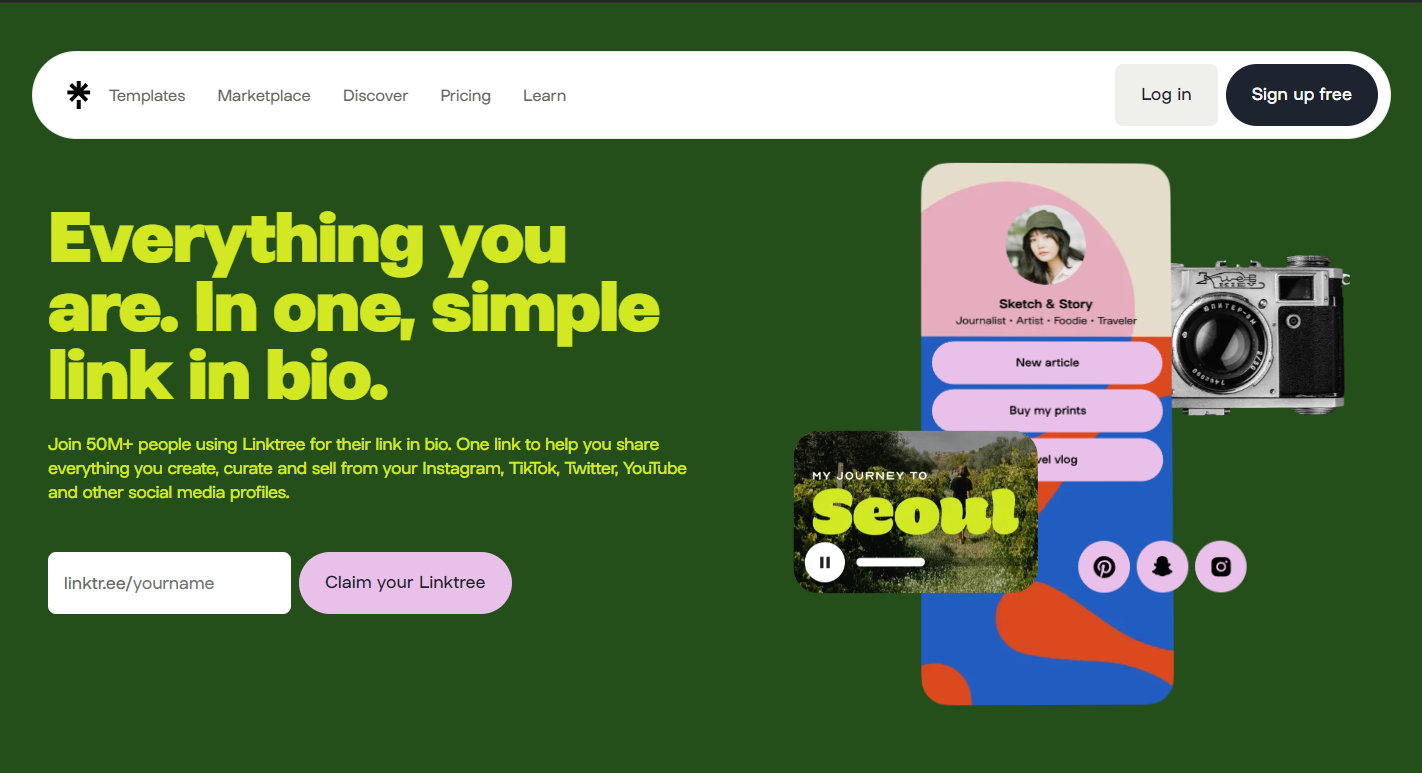 Templates
Marketplace
Discover
Pricing
Learn
Log in
Sign up free
Everything you
are. In one, simple
link in bio.
Join 50M+ people using Linktree for their link in bio. One link to help you share
everything you create, curate and sell from your Instagram, TikTok, Twitter, YouTube
and other social media profiles.
linktr.ee/yourname
Claim your Linktree
Sketch & Story
Journalist • Artist • Foodie • Traveler
New article
Buy my prints
vlog
MY JOURNEY TO
Seoul